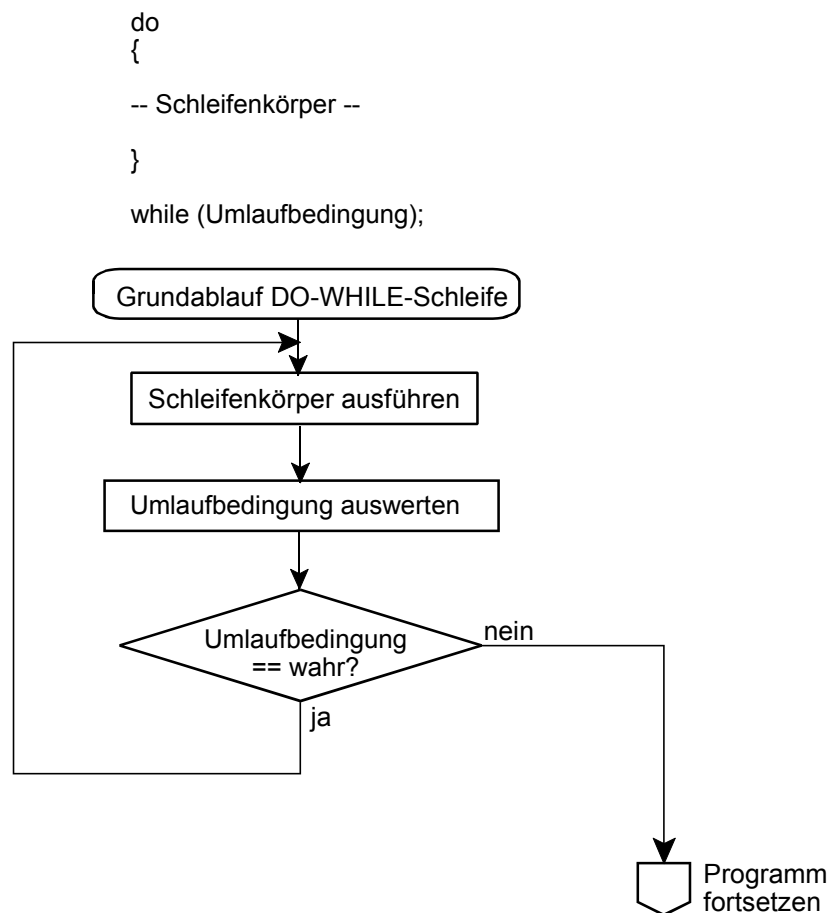 do
{
-- Schleifenkörper --
}
while (Umlaufbedingung);
Grundablauf DO-WHILE-Schleife
Schleifenkörper ausführen
Umlaufbedingung auswerten
Umlaufbedingung
== wahr?
nein
ja
Programm
fortsetzen